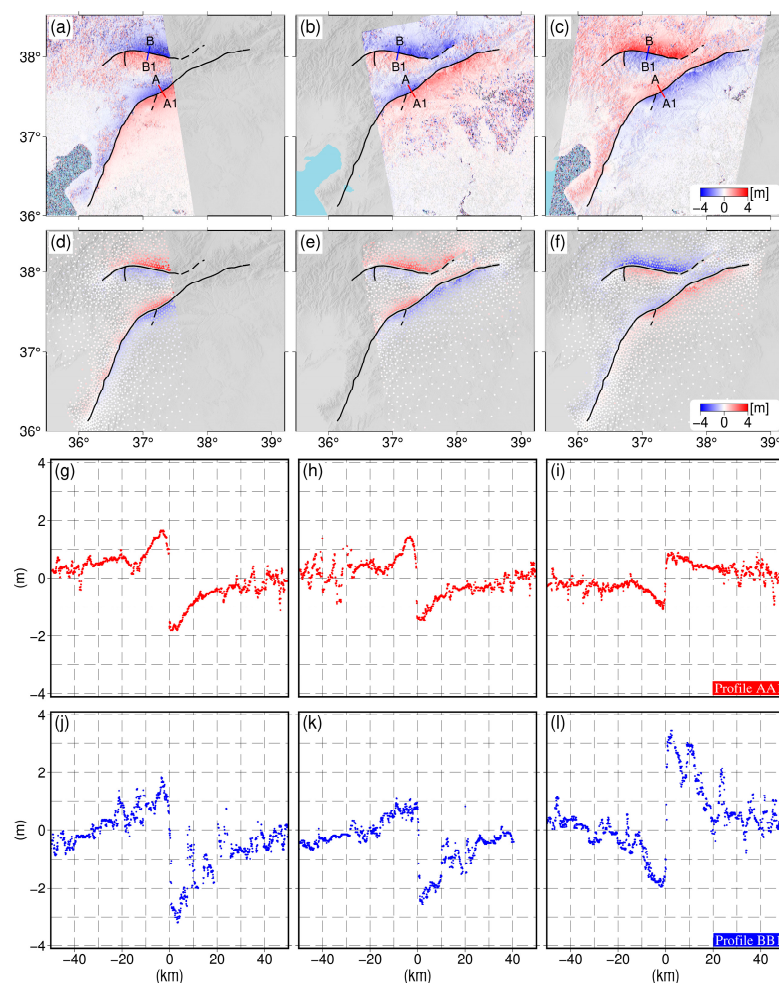 (a) (b) (c)
38° B B B
B1 B1 B1
A A A
A1 A1 A1
37°
[m]
36° −4 0 4
(d) (e) (f)
38°
37°
[m]
36° −4 0 4
36° 37° 38° 39° 36° 37° 38° 39° 36° 37° 38° 39°
4 (g) (h) (i)
2
(m) 0
−2
−4 Profile AA
(j) (k) (l)
2
(m) 0
−2
−4 Profile BB
−40 −20 0 20 40 −40 −20 0 20 40 −40 −20 0 20 40
(km) (km) (km)